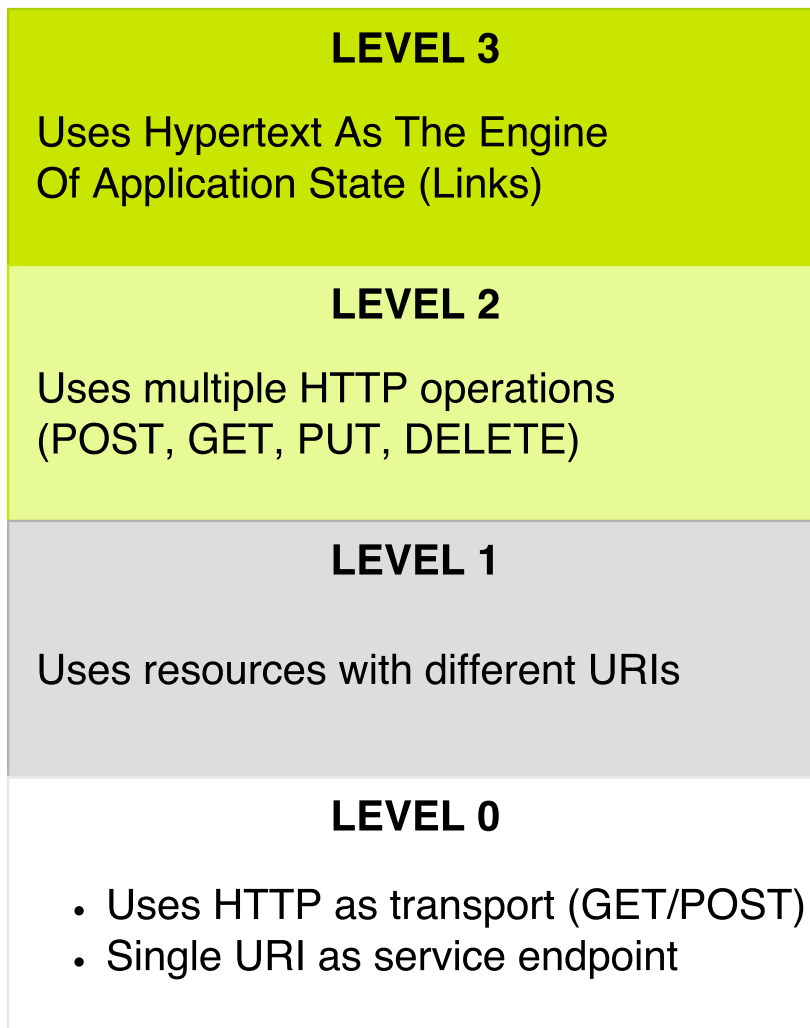 LEVEL 3
Uses Hypertext As The Engine
Of Application State (Links)
LEVEL 2
Uses multiple HTTP operations
(POST, GET, PUT, DELETE)
LEVEL 1
Uses resources with different URIs
LEVEL 0
• Uses HTTP as transport (GET/POST)
• Single URI as service endpoint